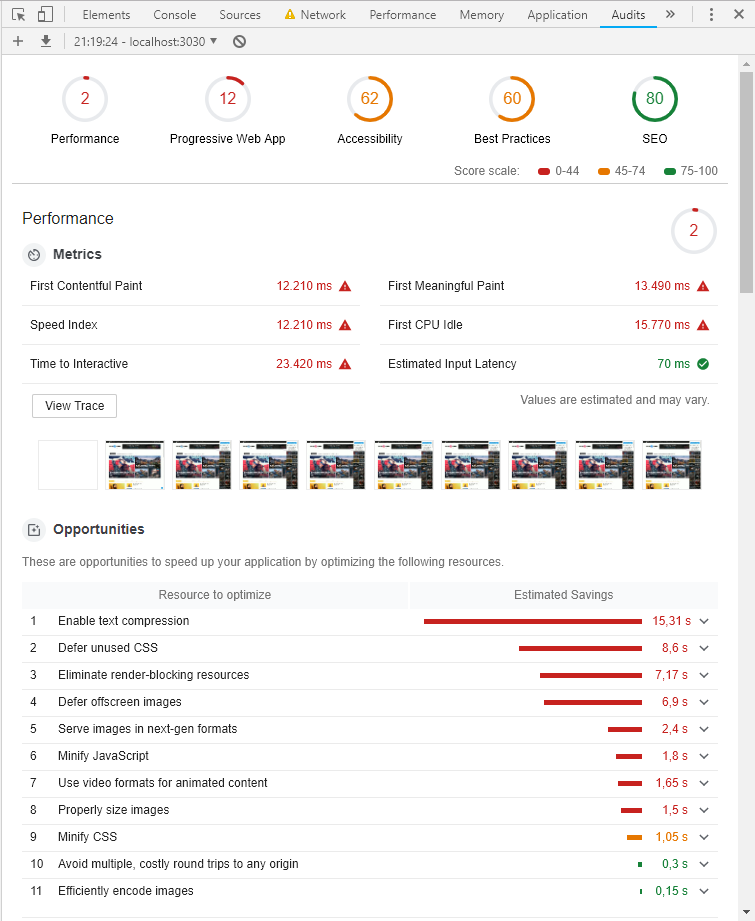 Elements Console Sources Network Performance Memory Application Audits »
21:19:24 - localhost:3030
2 12 62 60 80
Performance Progressive Web App Accessibility Best Practices SEO
Score scale: 0-44 45-74 75-100
Performance 2
Metrics
First Contentful Paint 12.210 ms First Meaningful Paint 13.490 ms
Speed Index 12.210 ms First CPU Idle 15.770 ms
Time to Interactive 23.420 ms Estimated Input Latency 70 ms
View Trace Values are estimated and may vary.
Opportunities
These are opportunities to speed up your application by optimizing the following resources.
Resource to optimize Estimated Savings
1 Enable text compression 15,31 s
2 Defer unused CSS 8,6 s
3 Eliminate render-blocking resources 7,17 s
4 Defer offscreen images 6,9 s
5 Serve images in next-gen formats 2,4 s
6 Minify JavaScript 1,8 s
7 Use video formats for animated content 1,65 s
8 Properly size images 1,5 s
9 Minify CSS 1,05 s
10 Avoid multiple, costly round trips to any origin 0,3 s
11 Efficiently encode images 0,15 s